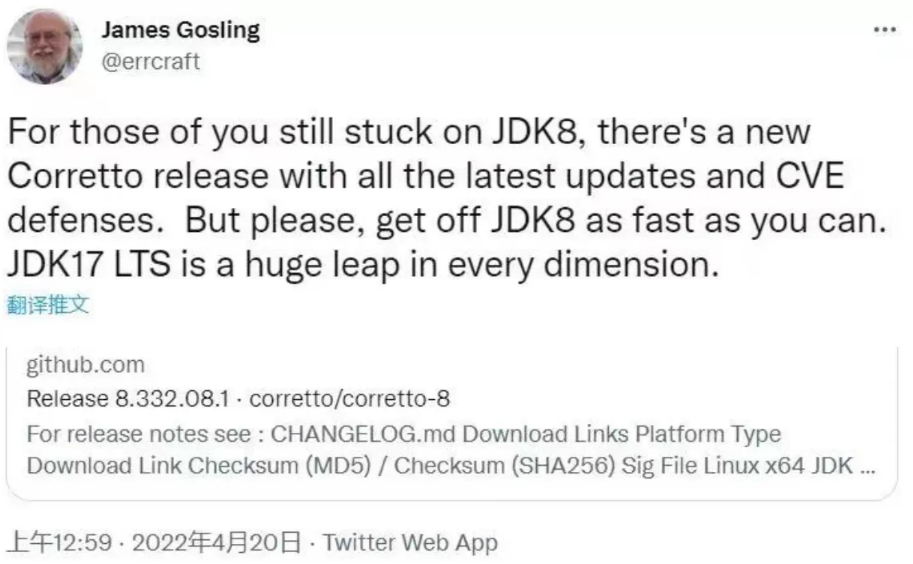 James Gosling
@errcraft
For those of you still stuck on JDK8, there's a new
Corretto release with all the latest updates and CVE
defenses.  But please, get off JDK8 as fast as you can.
JDK17 LTS is a huge leap in every dimension.
翻译推文
github.com
Release 8.332.08.1 · corretto/corretto-8
For release notes see : CHANGELOG.md Download Links Platform Type
Download Link Checksum (MD5) / Checksum (SHA256) Sig File Linux x64 JDK ...
上午12:59 · 2022年4月20日 · Twitter Web App